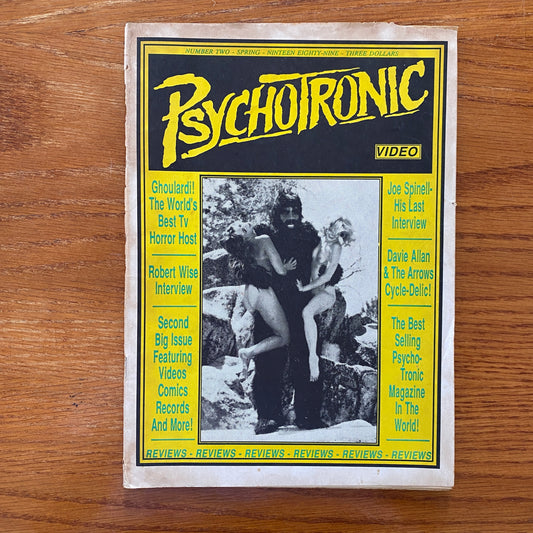 NUMBER TWO - SPRING - NINTEEN EIGHTY-NINE - THREE DOLLARS
PSYCHOTRONIC
VIDEO
Ghoulardi!
The World's
Best Tv
Horror Host
Robert Wise
Interview
Second
Big Issue
Featuring
Videos
Comics
Records
And More!
Joe Spinell-
His Last
Interview
Davie Allan
& The Arrows
Cycle-Delic!
The Best
Selling
Psycho-
Tronic
Magazine
In The
World!
REVIEWS - REVIEWS - REVIEWS - REVIEWS - REVIEWS - REVIEWS